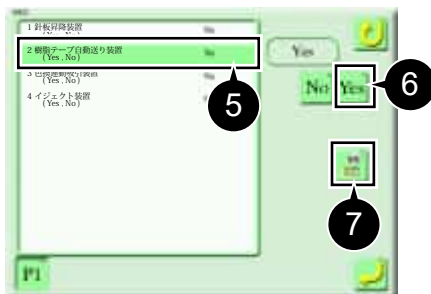 1 針板昇降装置
(Yes , No)
No
2 樹脂テープ自動送り装置
(Yes , No)
No
Yes
(Yes , No)
No
4 イジェクト装置
(Yes , No)
No
Yes
5
6
7
P1